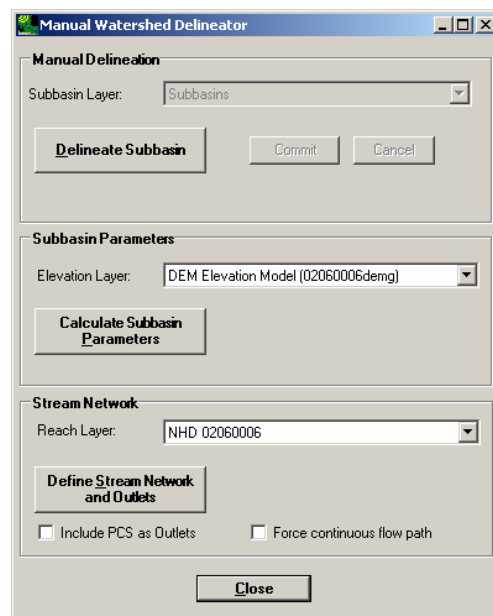 Manual Watershed Delineator
Manual Delineation
Subbasin Layer: Subbasins
Delineate Subbasin Commit Cancel
Subbasin Parameters
Elevation Layer: DEM Elevation Model (02060006demg)
Calculate Subbasin
Parameters
Stream Network
Reach Layer: NHD 02060006
Define Stream Network
and Outlets
Include PCS as Outlets Force continuous flow path
Close